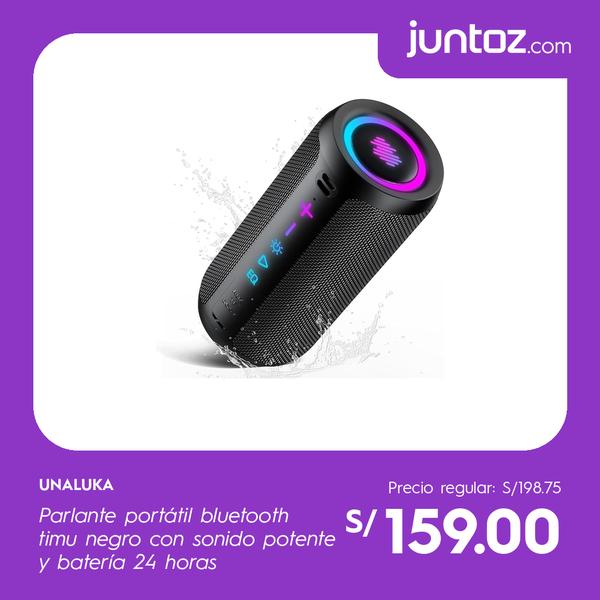 juntoz.com
UNALUKA
Parlante portátil bluetooth
timu negro con sonido potente
y batería 24 horas
Precio regular: S/198.75
S/159.00